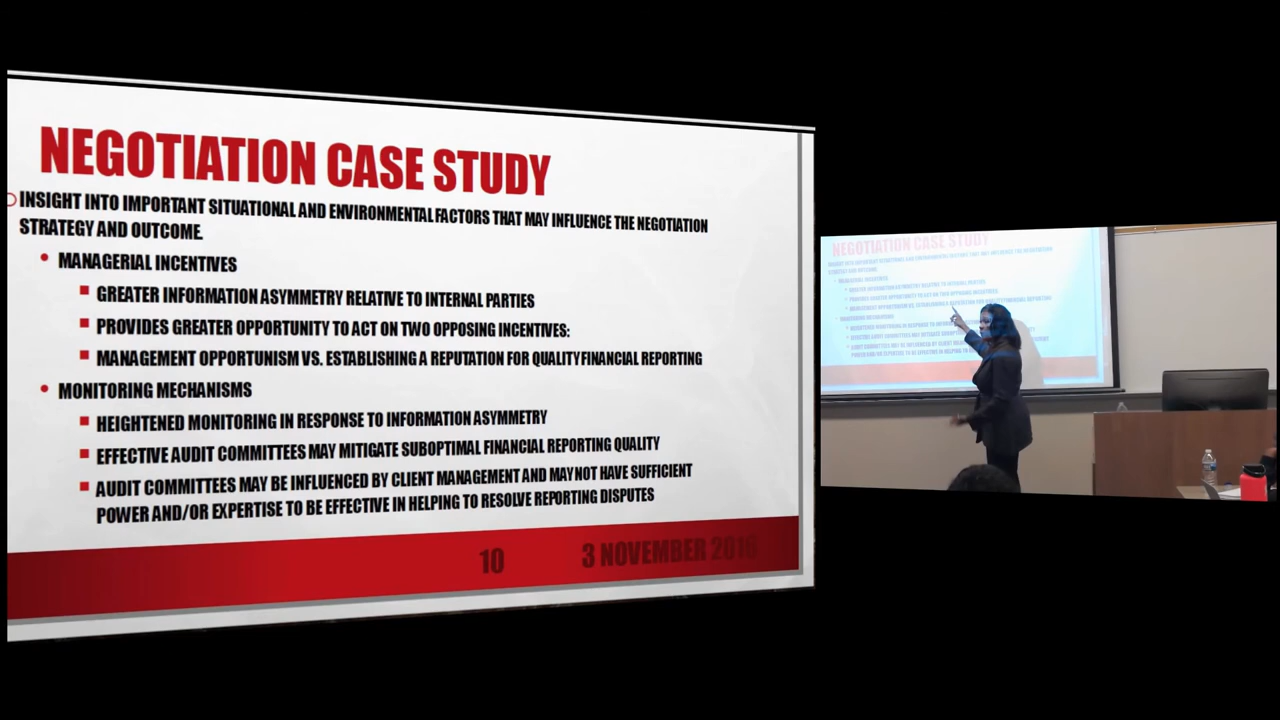 NEGOTIATION CASE STUDY
INSIGHT INTO IMPORTANT SITUATIONAL AND ENVIRONMENTAL FACTORS THAT MAY INFLUENCE THE NEGOTIATION
STRATEGY AND OUTCOME.
MANAGERIAL INCENTIVES
GREATER INFORMATION ASYMMETRY RELATIVE TO INTERNAL PARTIES
PROVIDES GREATER OPPORTUNITY TO ACT ON TWO OPPOSING INCENTIVES:
MANAGEMENT OPPORTUNISM VS. ESTABLISHING A REPUTATION FOR QUALITY FINANCIAL REPORTING
MONITORING MECHANISMS
HEIGHTENED MONITORING IN RESPONSE TO INFORMATION ASYMMETRY
EFFECTIVE AUDIT COMMITTEES MAY MITIGATE SUBOPTIMAL FINANCIAL REPORTING QUALITY
AUDIT COMMITTEES MAY BE INFLUENCED BY CLIENT MANAGEMENT AND MAY NOT HAVE SUFFICIENT
POWER AND/OR EXPERTISE TO BE EFFECTIVE IN HELPING TO RESOLVE REPORTING DISPUTES
10
3 NOVEMBER 2016
NEGOTIATION CASE STUDY